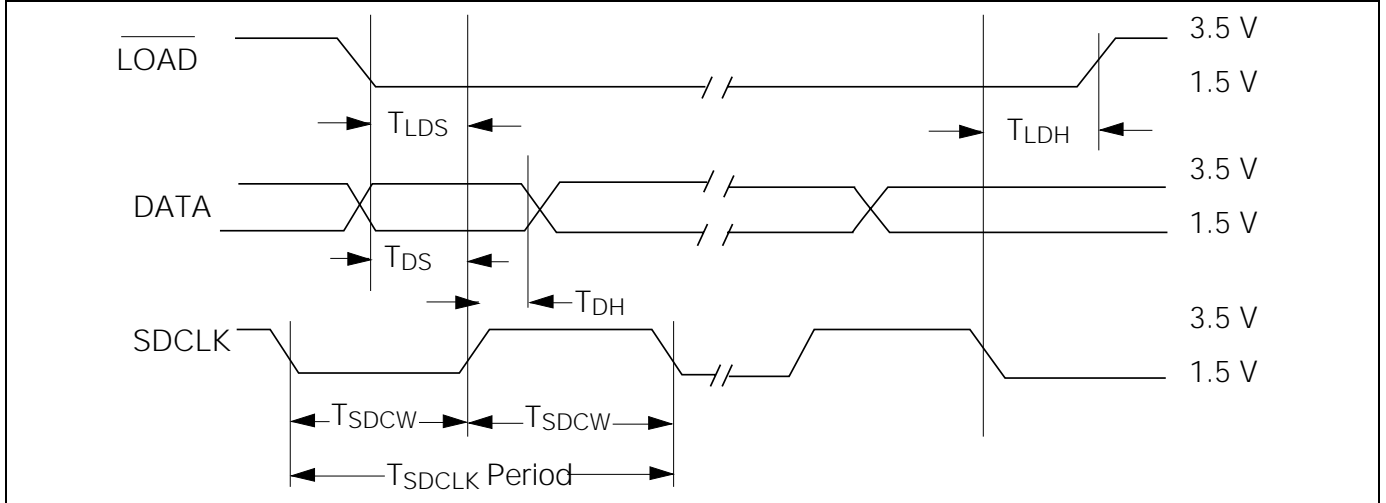 LOAD
3.5 V
1.5 V
TLDS
TLDH
DATA
3.5 V
1.5 V
TDS
TDH
SDCLK
3.5 V
1.5 V
TSDCW
TSDCW
TSDCLK Period